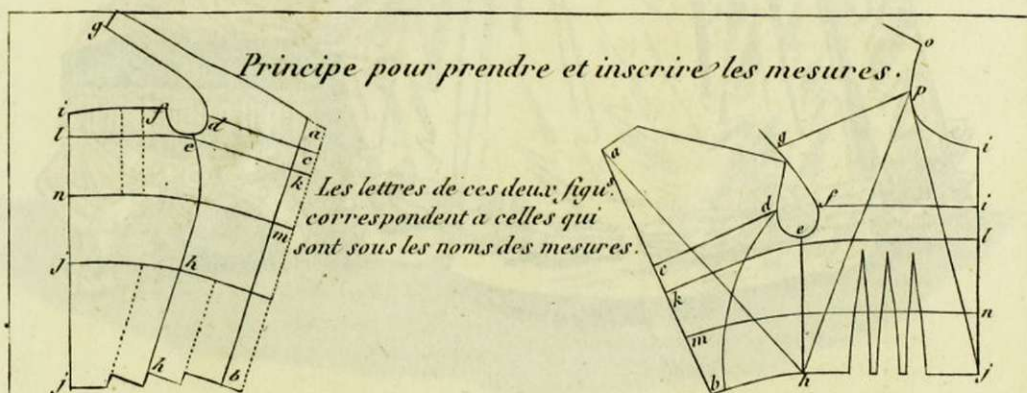 Principe pour prendre et inscrire les mesures.
Les lettres de ces deux figu.s
correspondent a celles qui
sont sous les noms des mesures.
g
i
f
l
d
e
a
c
k
n
m
j
h
j
h
b
o
p
g
a
i
d
f
i
e
l
c
k
n
m
b
h
j